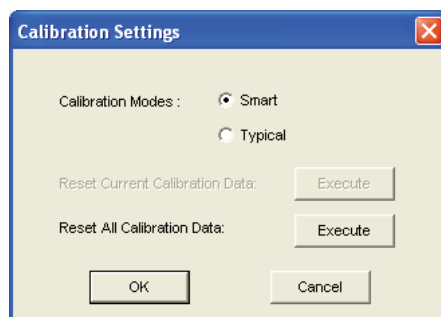 Calibration Settings
Calibration Modes :
Smart
Typical
Reset Current Calibration Data:
Execute
Reset All Calibration Data:
Execute
OK
Cancel